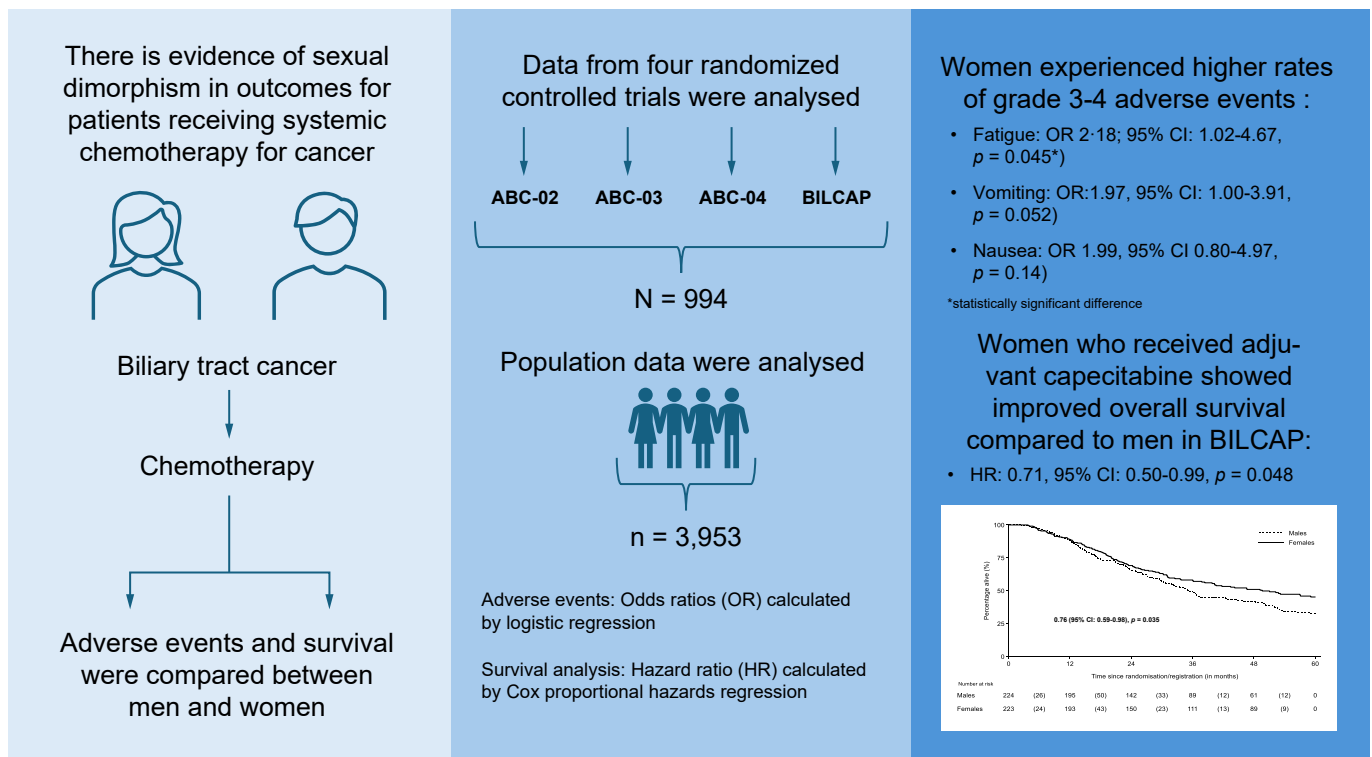 There is evidence of sexual
dimorphism in outcomes for
patients receiving systemic
chemotherapy for cancer
Biliary tract cancer
Chemotherapy
Adverse events and survival
were compared between
men and women
Data from four randomized
controlled trials were analysed
ABC-02 ABC-03 ABC-04 BILCAP
N = 994
Population data were analysed
n = 3,953
Adverse events: Odds ratios (OR) calculated
by logistic regression
Survival analysis: Hazard ratio (HR) calculated
by Cox proportional hazards regression
Women experienced higher rates
of grade 3-4 adverse events :
• Fatigue: OR 2·18; 95% CI: 1.02-4.67,
p = 0.045*)
• Vomiting: OR:1.97, 95% CI: 1.00-3.91,
p = 0.052)
• Nausea: OR 1.99, 95% CI 0.80-4.97,
p = 0.14)
*statistically significant difference
Women who received adju-
vant capecitabine showed
improved overall survival
compared to men in BILCAP:
• HR: 0.71, 95% CI: 0.50-0.99, p = 0.048
Percentage alive (%)
100
75
50
25
0
Males
Females
0.76 (95% CI: 0.59-0.98), p = 0.035
0 12 24 36 48 60
Time since randomisation/registration (in months)
Number at risk
Males 224 (26) 195 (50) 142 (33) 89 (12) 61 (12) 0
Females 223 (24) 193 (43) 150 (23) 111 (13) 89 (9) 0